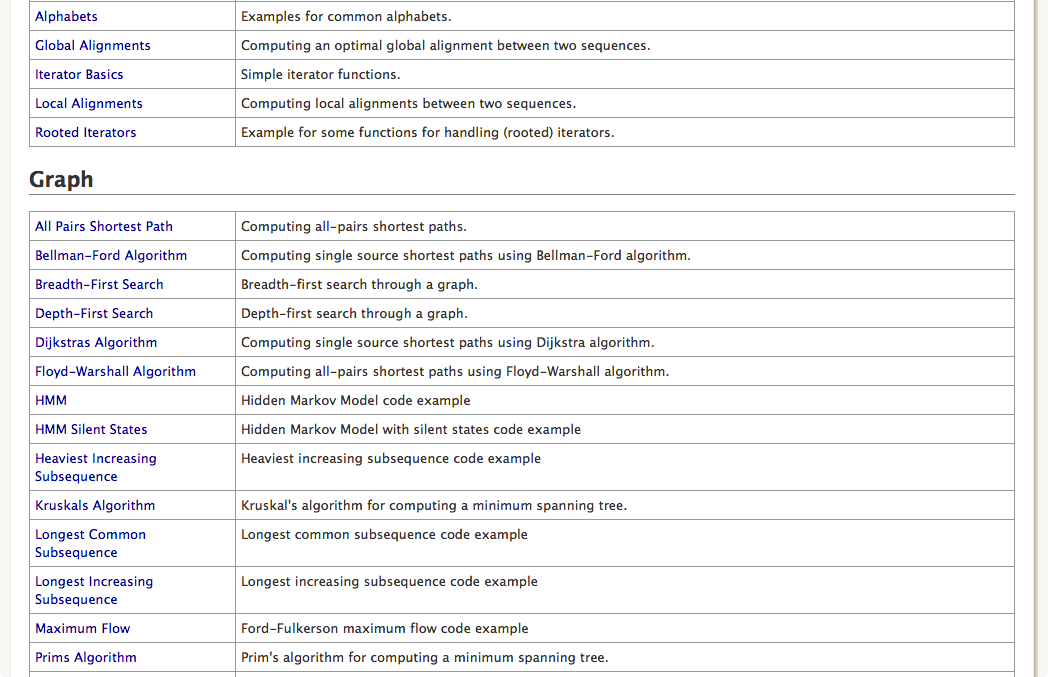 Alphabets
Examples for common alphabets.
Global Alignments
Computing an optimal global alignment between two sequences.
Iterator Basics
Simple iterator functions.
Local Alignments
Computing local alignments between two sequences.
Rooted Iterators
Example for some functions for handling (rooted) iterators.
Graph
All Pairs Shortest Path
Computing all-pairs shortest paths.
Bellman-Ford Algorithm
Computing single source shortest paths using Bellman-Ford algorithm.
Breadth-First Search
Breadth-first search through a graph.
Depth-First Search
Depth-first search through a graph.
Dijkstras Algorithm
Computing single source shortest paths using Dijkstra algorithm.
Floyd-Warshall Algorithm
Computing all-pairs shortest paths using Floyd-Warshall algorithm.
HMM
Hidden Markov Model code example
HMM Silent States
Hidden Markov Model with silent states code example
Heaviest Increasing
Subsequence
Heaviest increasing subsequence code example
Kruskals Algorithm
Kruskal's algorithm for computing a minimum spanning tree.
Longest Common
Subsequence
Longest common subsequence code example
Longest Increasing
Subsequence
Longest increasing subsequence code example
Maximum Flow
Ford-Fulkerson maximum flow code example
Prims Algorithm
Prim's algorithm for computing a minimum spanning tree.